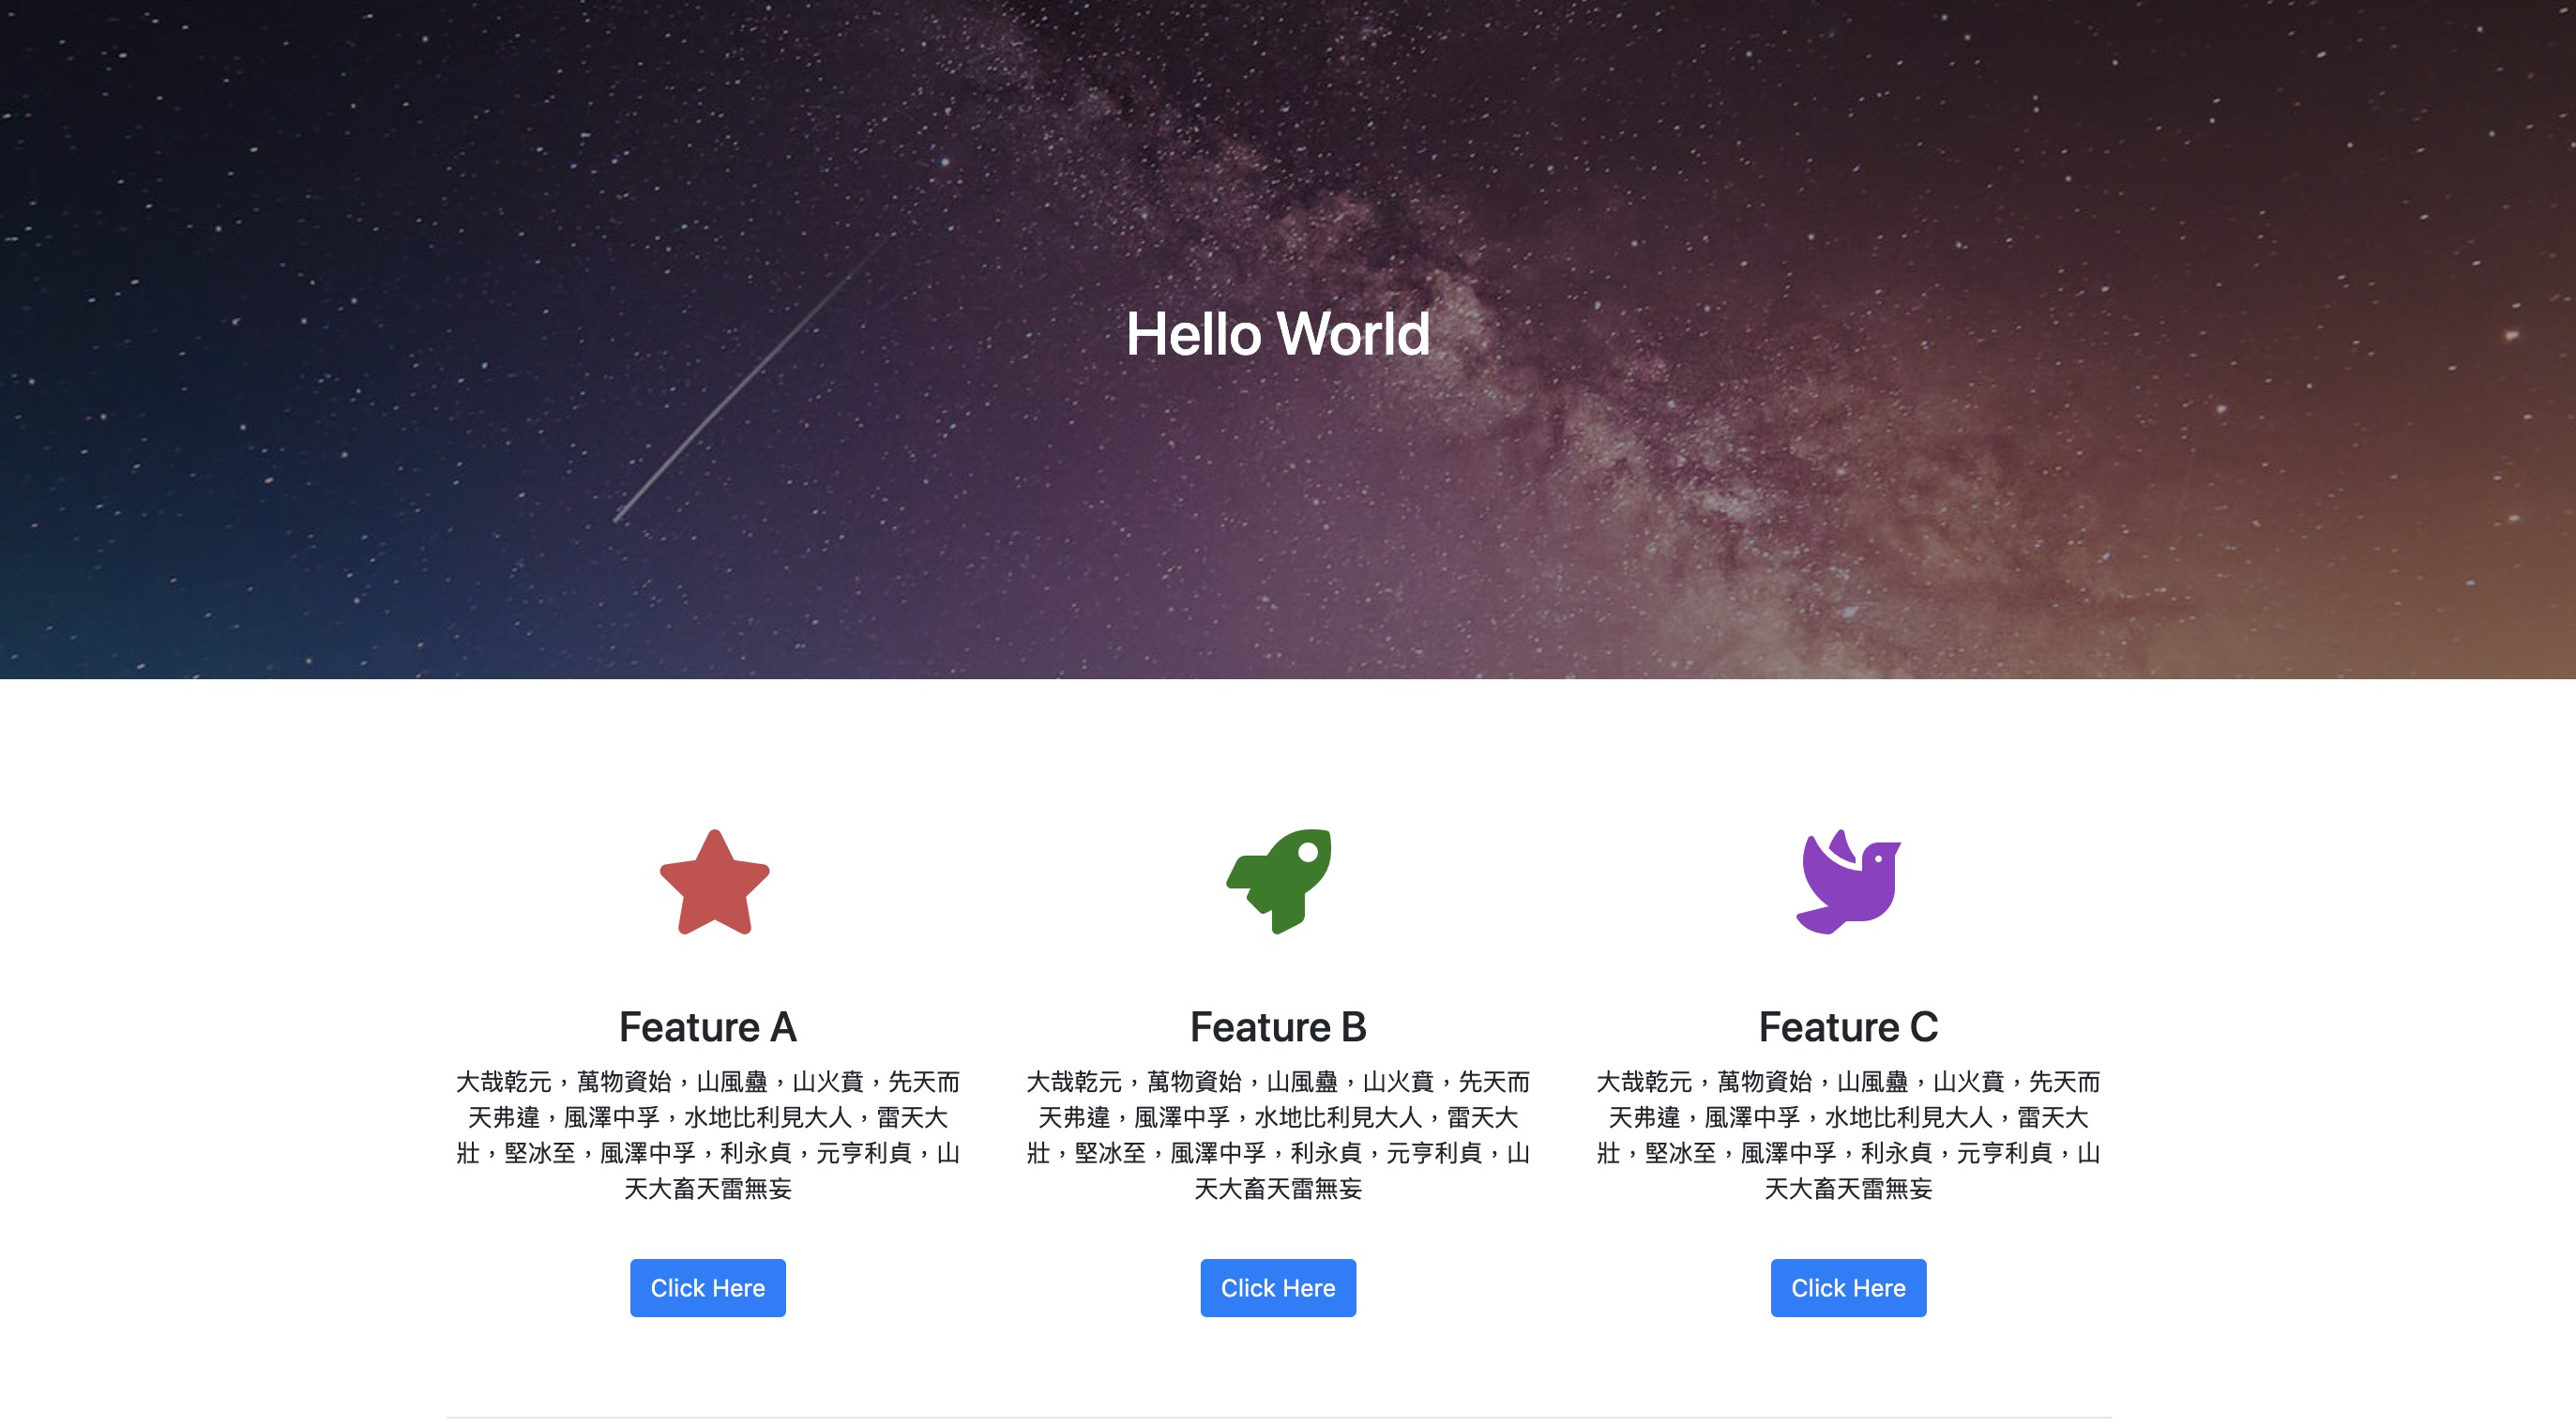 Hello World
Feature A
大哉乾元，萬物資始，山風蠱，山火賁，先天而
天弗違，風澤中孚，水地比利見大人，雷天大
壯，堅冰至，風澤中孚，利永貞，元亨利貞，山
天大畜天雷無妄
Click Here
Feature B
大哉乾元，萬物資始，山風蠱，山火賁，先天而
天弗違，風澤中孚，水地比利見大人，雷天大
壯，堅冰至，風澤中孚，利永貞，元亨利貞，山
天大畜天雷無妄
Click Here
Feature C
大哉乾元，萬物資始，山風蠱，山火賁，先天而
天弗違，風澤中孚，水地比利見大人，雷天大
壯，堅冰至，風澤中孚，利永貞，元亨利貞，山
天大畜天雷無妄
Click Here